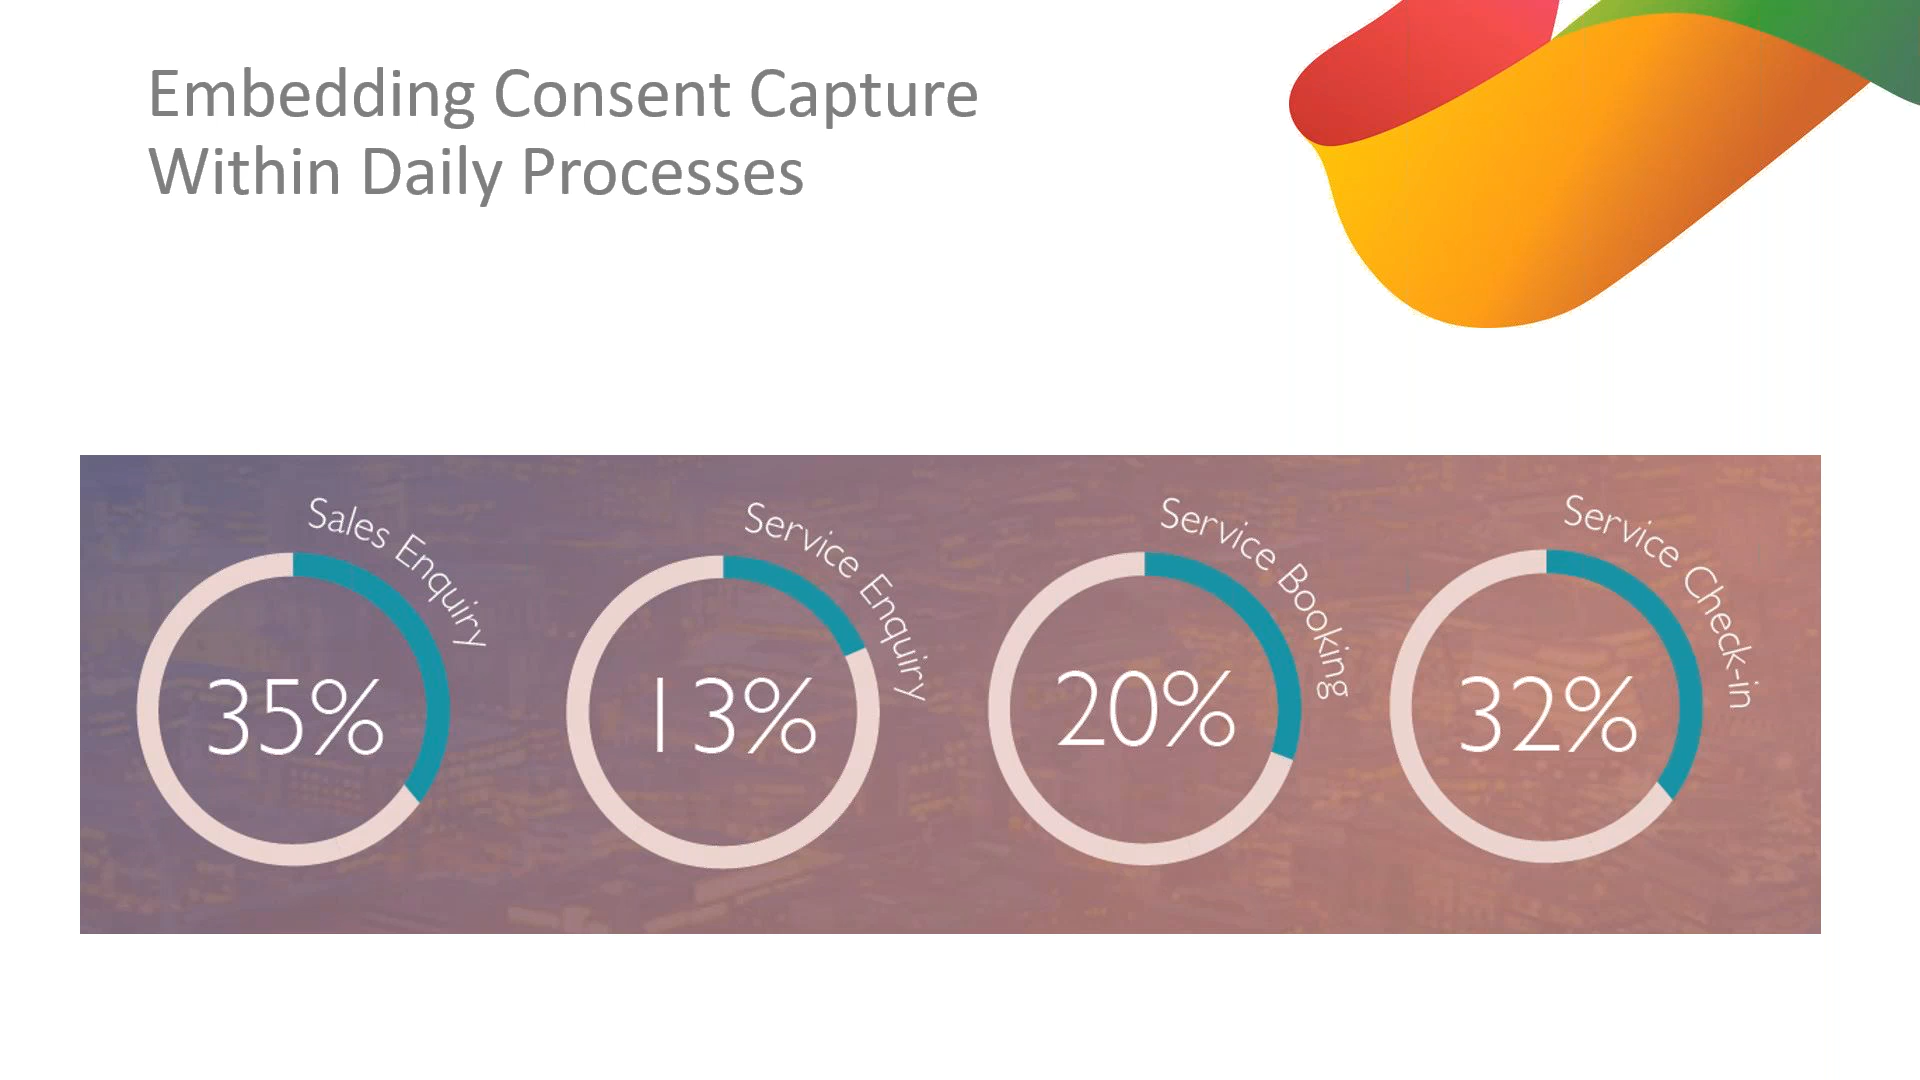 Embedding Consent Capture
Within Daily Processes
Sales Enquiry
35%
Service Enquiry
13%
Service Booking
20%
Service Check-in
32%